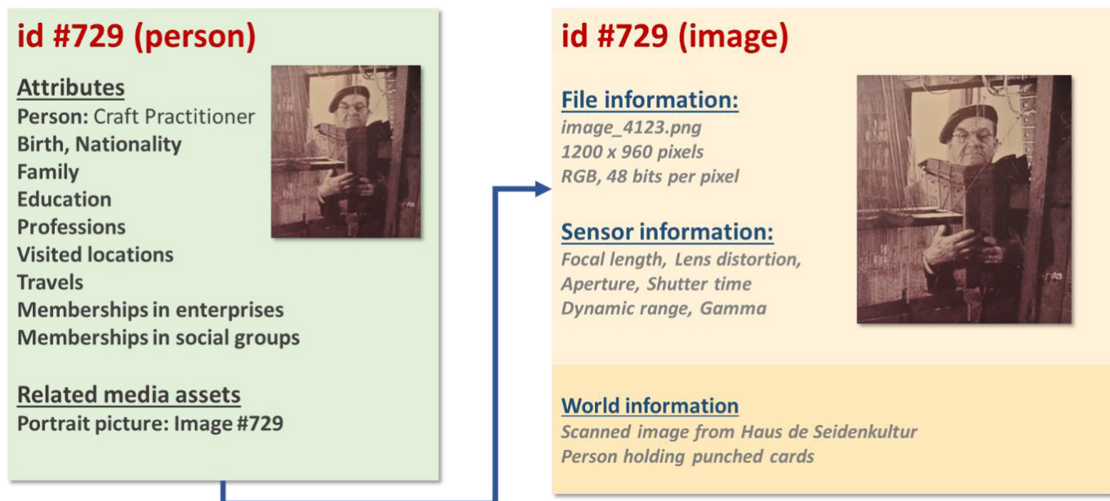 id #729 (person)
Attributes
Person: Craft Practitioner
Birth, Nationality
Family
Education
Professions
Visited locations
Travels
Memberships in enterprises
Memberships in social groups
Related media assets
Portrait picture: Image #729
id #729 (image)
File information:
image_4123.png
1200 x 960 pixels
RGB, 48 bits per pixel
Sensor information:
Focal length, Lens distortion,
Aperture, Shutter time
Dynamic range, Gamma
World information
Scanned image from Haus de Seidenkultur
Person holding punched cards